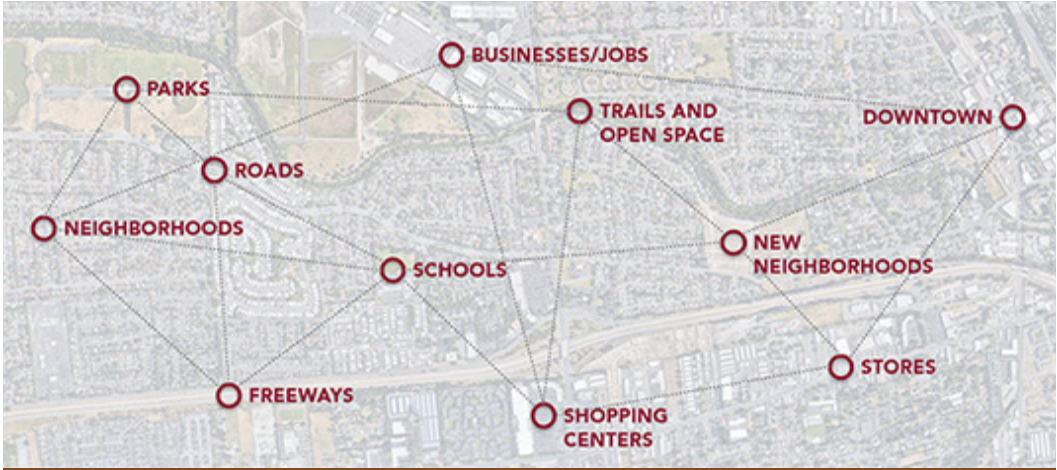 BUSINESSES/JOBS
PARKS
TRAILS AND
OPEN SPACE
DOWNTOWN
ROADS
NEIGHBORHOODS
NEW
NEIGHBORHOODS
SCHOOLS
STORES
FREEWAYS
SHOPPING
CENTERS